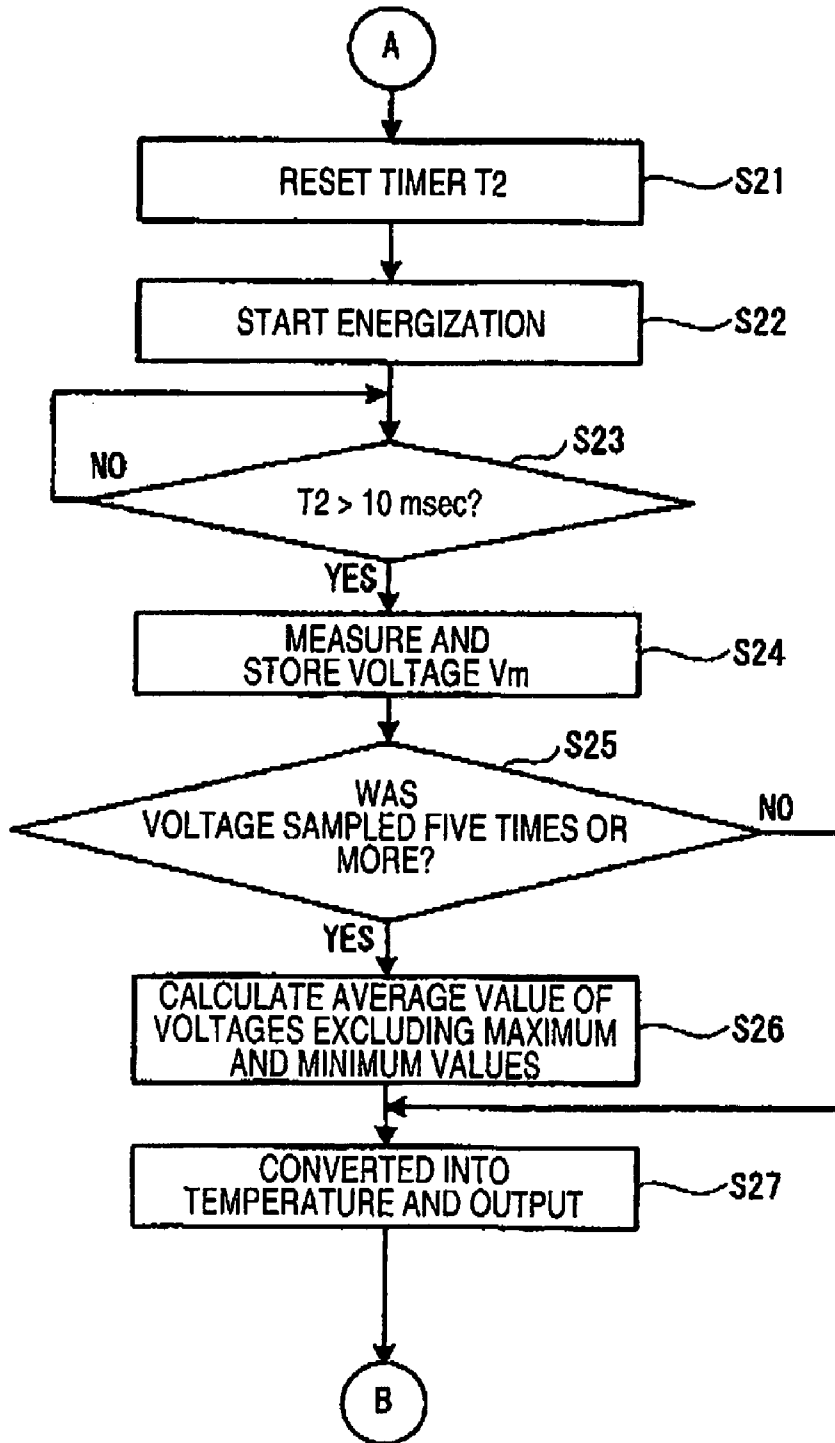 A
RESET TIMER T2
S21
START ENERGIZATION
S22
S23
NO
T2 > 10 msec?
YES
MEASURE AND
STORE VOLTAGE Vm
S24
S25
WAS
VOLTAGE SAMPLED FIVE TIMES OR
MORE?
NO
YES
CALCULATE AVERAGE VALUE OF
VOLTAGES EXCLUDING MAXIMUM
AND MINIMUM VALUES
S26
CONVERTED INTO
TEMPERATURE AND OUTPUT
S27
B